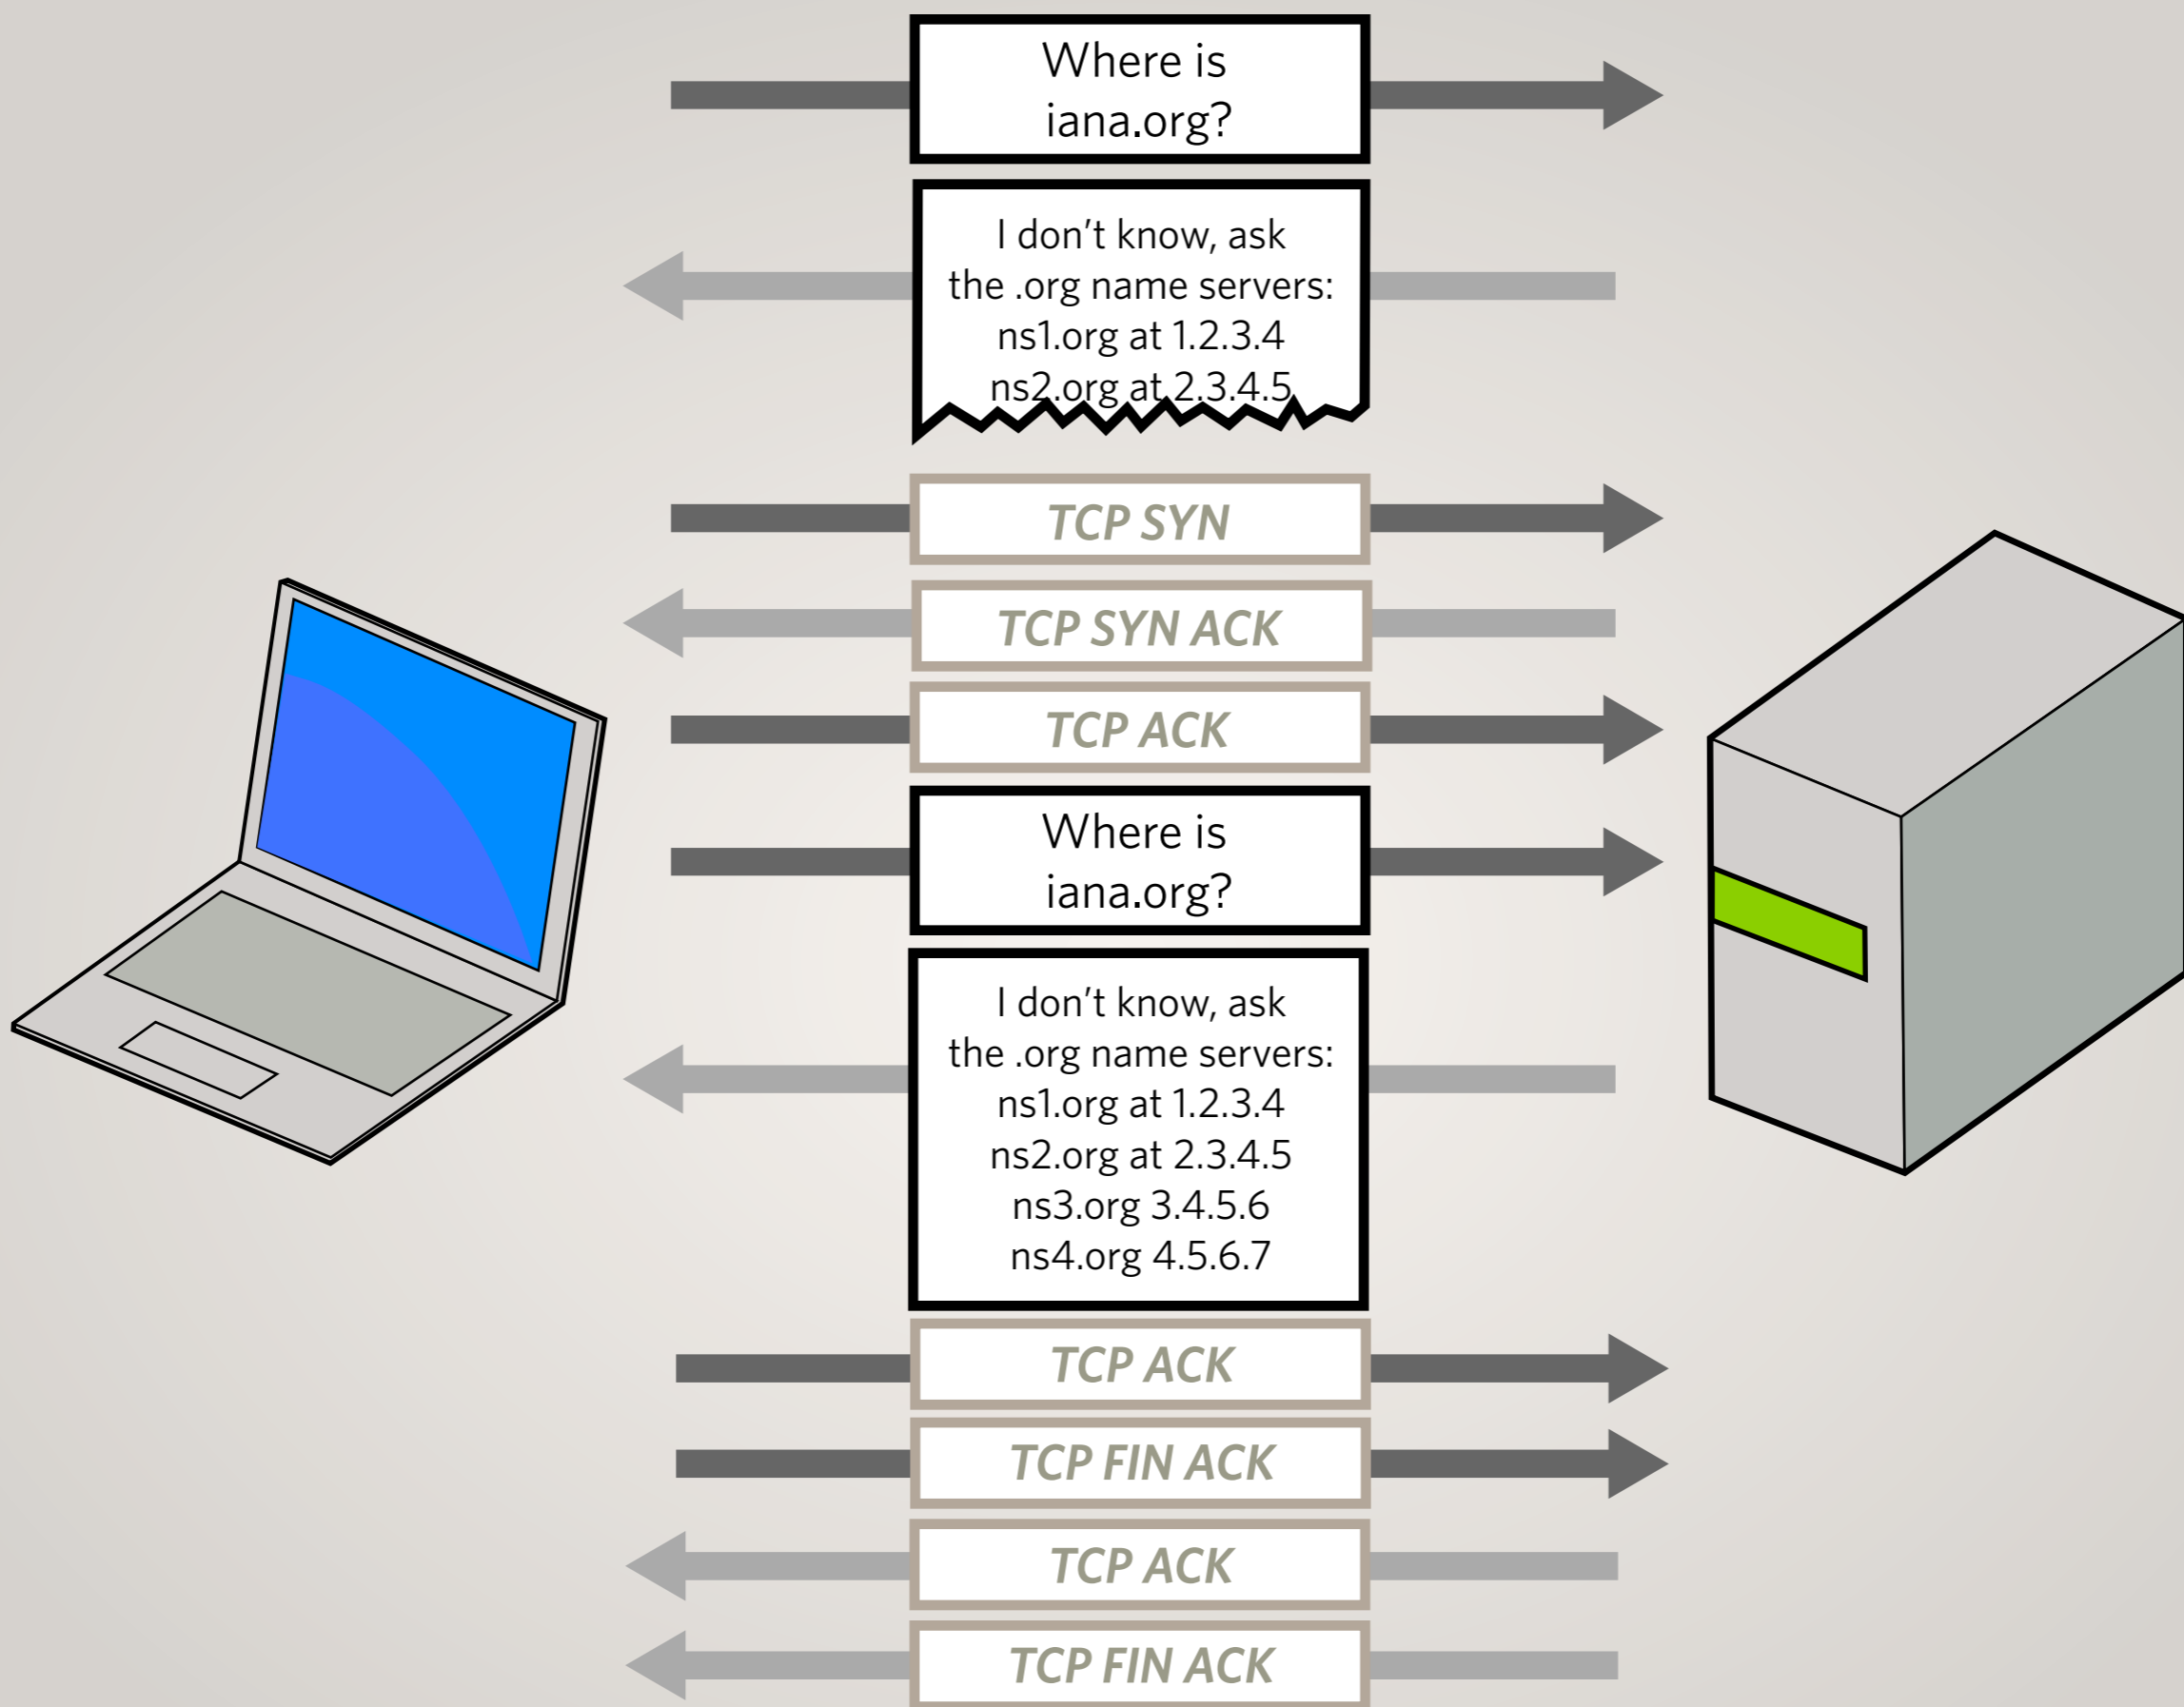 Where is
iana.org?
I don't know, ask
the .org name servers:
ns1.org at 1.2.3.4
ns2.org at 2.3.4.5
TCP SYN
TCP SYN ACK
TCP ACK
Where is
iana.org?
I don't know, ask
the .org name servers:
ns1.org at 1.2.3.4
ns2.org at 2.3.4.5
ns3.org 3.4.5.6
ns4.org 4.5.6.7
TCP ACK
TCP FIN ACK
TCP ACK
TCP FIN ACK